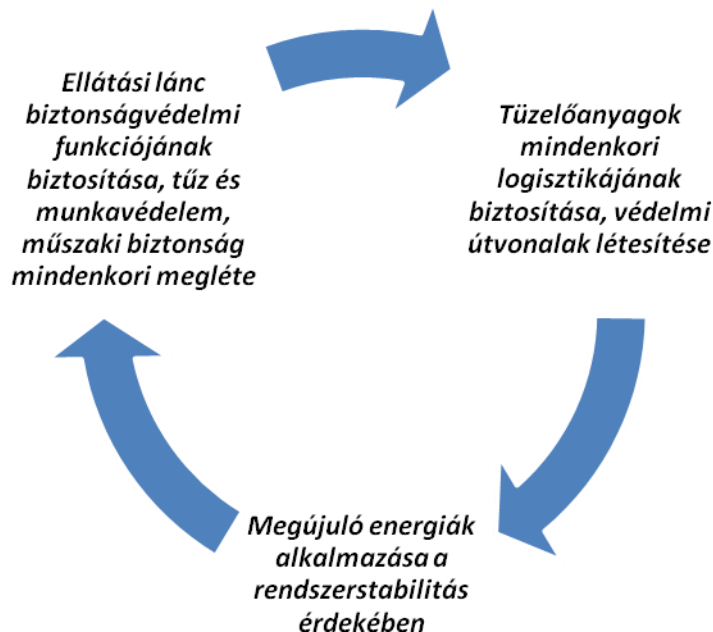 Ellátási lánc
biztonságvédelmi
funkciójának
biztosítása, tűz és
munkavédelem,
műszaki biztonság
mindenkori megléte
Tüzelőanyagok
mindenkori
logisztikájának
biztosítása, védelmi
útvonalak létesítése
Megújuló energiák
alkalmazása a
rendszerstabilitás
érdekében